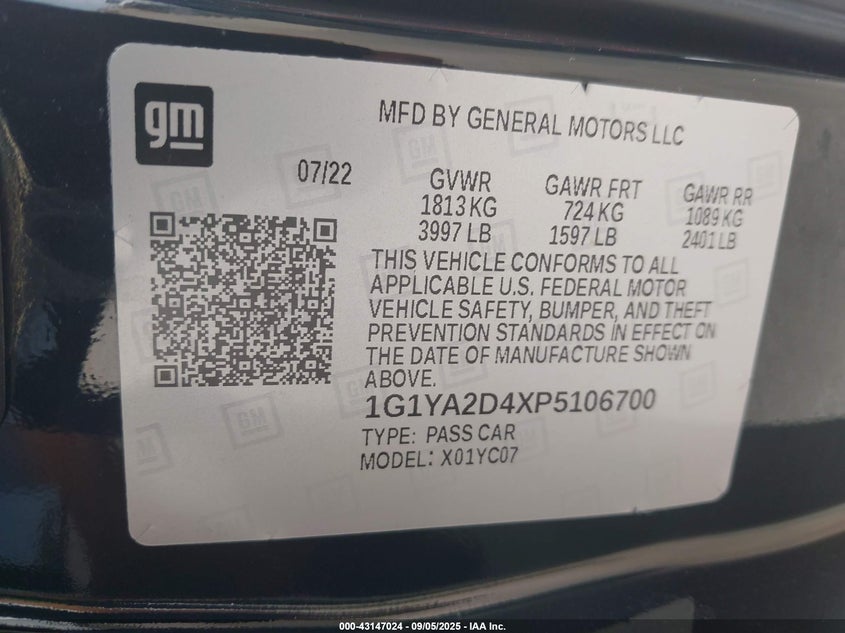 gm
MFD BY GENERAL MOTORS LLC
07/22
GVWR
1813 KG
3997 LB
GAWR FRT
724 KG
1597 LB
GAWR RR
1089 KG
2401 LB
THIS VEHICLE CONFORMS TO ALL
APPLICABLE U.S. FEDERAL MOTOR
VEHICLE SAFETY, BUMPER, AND THEFT
PREVENTION STANDARDS IN EFFECT ON
THE DATE OF MANUFACTURE SHOWN
ABOVE.
1G1YA2D4XP5106700
TYPE: PASS CAR
MODEL: X01YC07
000-43147024 - 09/05/2025 - IAA Inc.